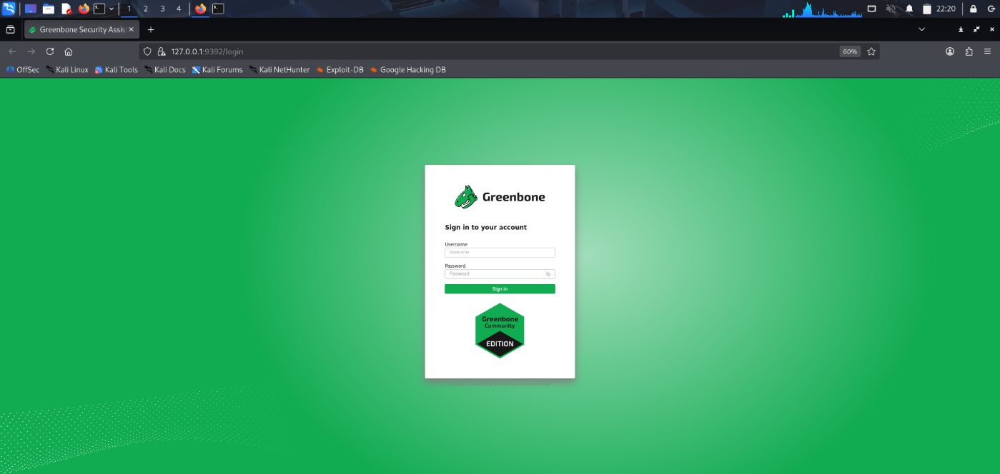 1 2 3 4 22:20
Greenbone Security Assis
127.0.0.1:9392/login 60%
OffSec Kali Linux Kali Tools Kali Docs Kali Forums Kali NetHunter Exploit-DB Google Hacking DB
Greenbone
Sign in to your account
Username
Username
Password
Password
Sign in
Greenbone
Community
EDITION